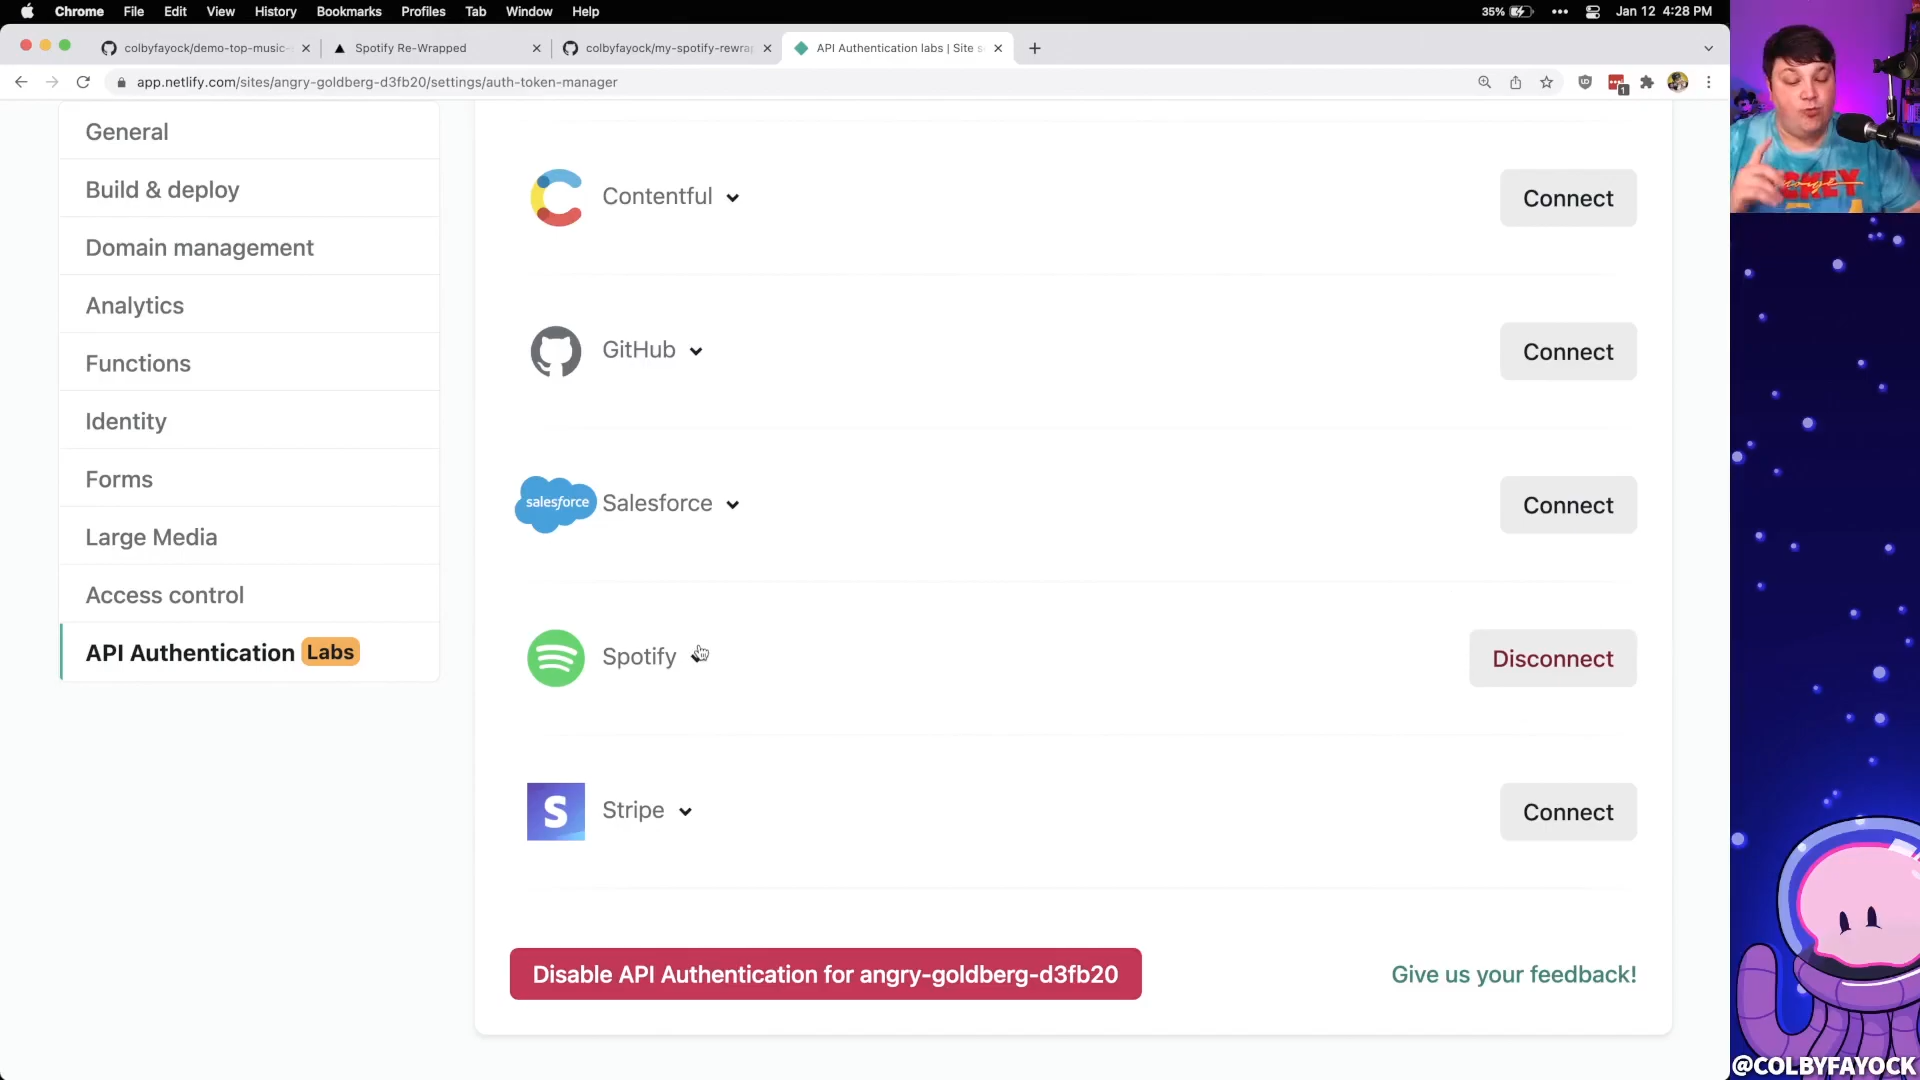 Chrome File Edit View History Bookmarks Profiles Tab Window Help 35% Jan 12 4:28 PM
colbyfayock/demo-top-music- Spotify Re-Wrapped colbyfayock/my-spotify-rewrap API Authentication labs | Site s
app.netlify.com/sites/angry-goldberg-d3fb20/settings/auth-token-manager 1
General
Build & deploy
Domain management
Analytics
Functions
Identity
Forms
Large Media
Access control
API Authentication Labs
Contentful Connect
GitHub Connect
salesforce Salesforce Connect
Spotify Disconnect
S Stripe Connect
Disable API Authentication for angry-goldberg-d3fb20 Give us your feedback!
@COLBYFAYOCK